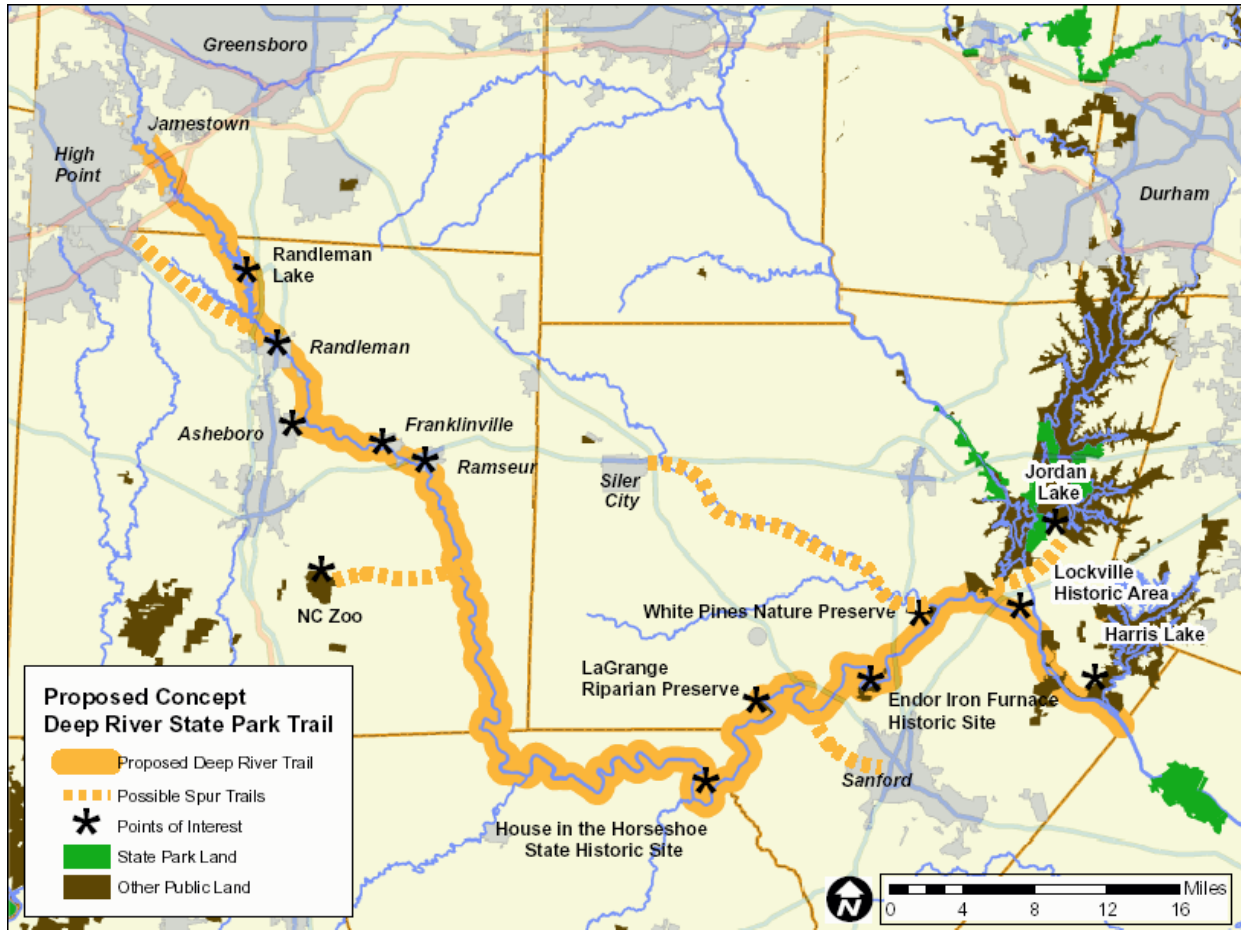 Greensboro
Jamestown
High
Point
Durham
Randleman
Lake
Randleman
Asheboro
Franklinville
Ramseur
Siler
City
Jordan
Lake
NC Zoo
White Pines Nature Preserve
Lockville
Historic Area
Harris Lake
LaGrange
Riparian Preserve
Endor Iron Furnace
Historic Site
Sanford
House in the Horseshoe
State Historic Site
Proposed Concept
Deep River State Park Trail
Proposed Deep River Trail
Possible Spur Trails
Points of Interest
State Park Land
Other Public Land
N
Miles
0 4 8 12 16